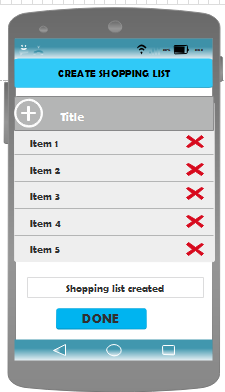 CREATE SHOPPING LIST
Title
Item 1
Item 2
Item 3
Item 4
Item 5
Shopping list created
DONE